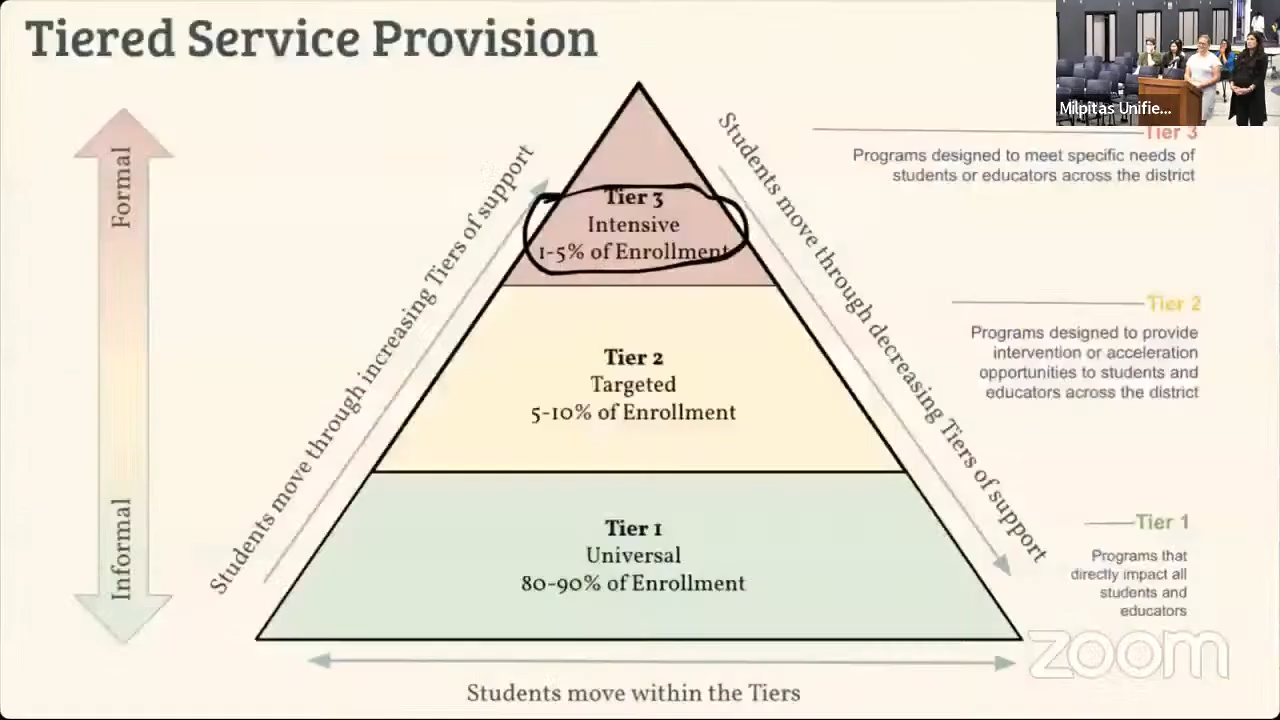 Tiered Service Provision
Milpitas Unifie...
Formal
Informal
Students move through increasing Tiers of support
Tier 3
Intensive
1-5% of Enrollment
Tier 2
Targeted
5-10% of Enrollment
Tier 1
Universal
80-90% of Enrollment
Students move through decreasing Tiers of support
Students move within the Tiers
Tier 3
Programs designed to meet specific needs of
students or educators across the district
Tier 2
Programs designed to provide
intervention or acceleration
opportunities to students and
educators across the district
Tier 1
Programs that
directly impact all
students and
educators
zoom